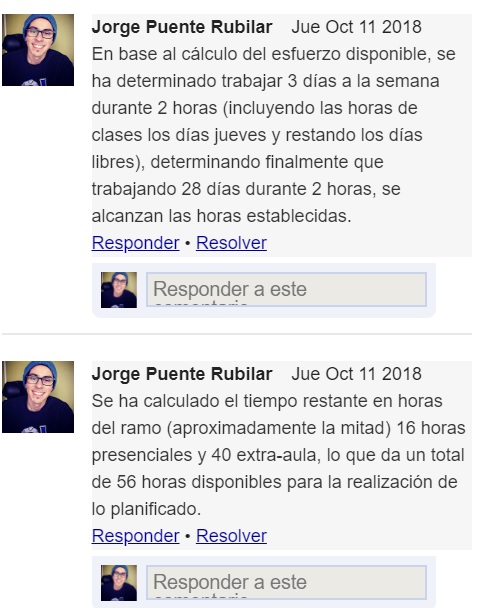 Jorge Puente Rubilar Jue Oct 11 2018
En base al cálculo del esfuerzo disponible, se
ha determinado trabajar 3 días a la semana
durante 2 horas (incluyendo las horas de
clases los días jueves y restando los días
libres), determinando finalmente que
trabajando 28 días durante 2 horas, se
alcanzan las horas establecidas.
Responder • Resolver
Responder a este
comentario
Jorge Puente Rubilar Jue Oct 11 2018
Se ha calculado el tiempo restante en horas
del ramo (aproximadamente la mitad) 16 horas
presenciales y 40 extra-aula, lo que da un total
de 56 horas disponibles para la realización de
lo planificado.
Responder • Resolver
Responder a este
comentario